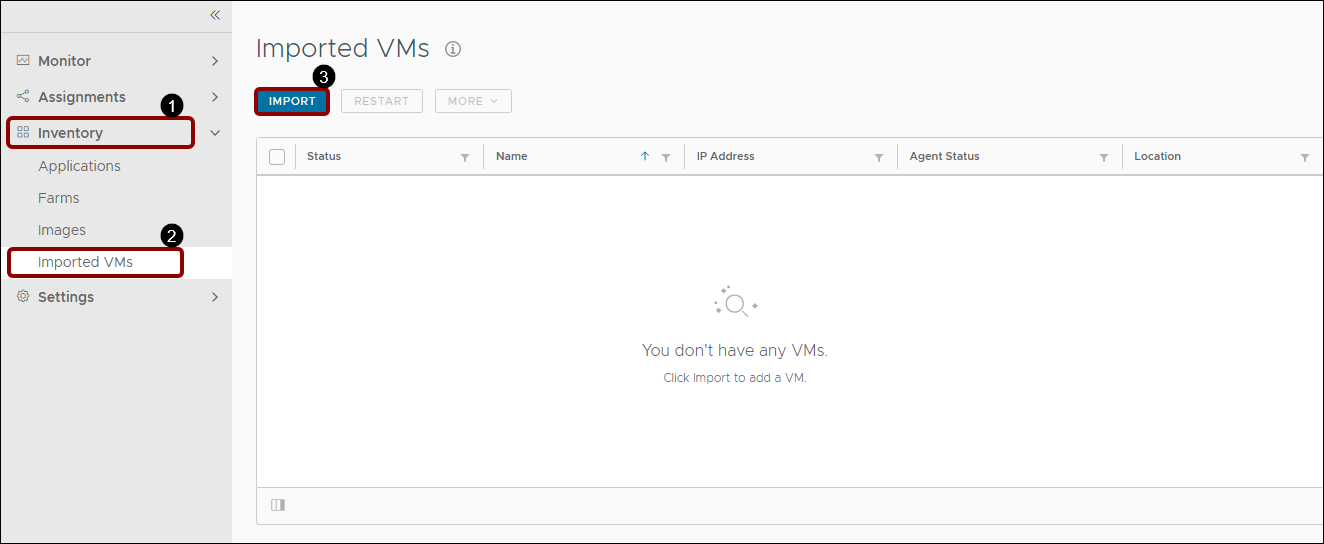 Monitor
Assignments
1
Inventory
Applications
Farms
Images
2
Imported VMs
Settings
Imported VMs
3
IMPORT RESTART MORE
Status Name IP Address Agent Status Location
You don't have any VMs.
Click Import to add a VM.